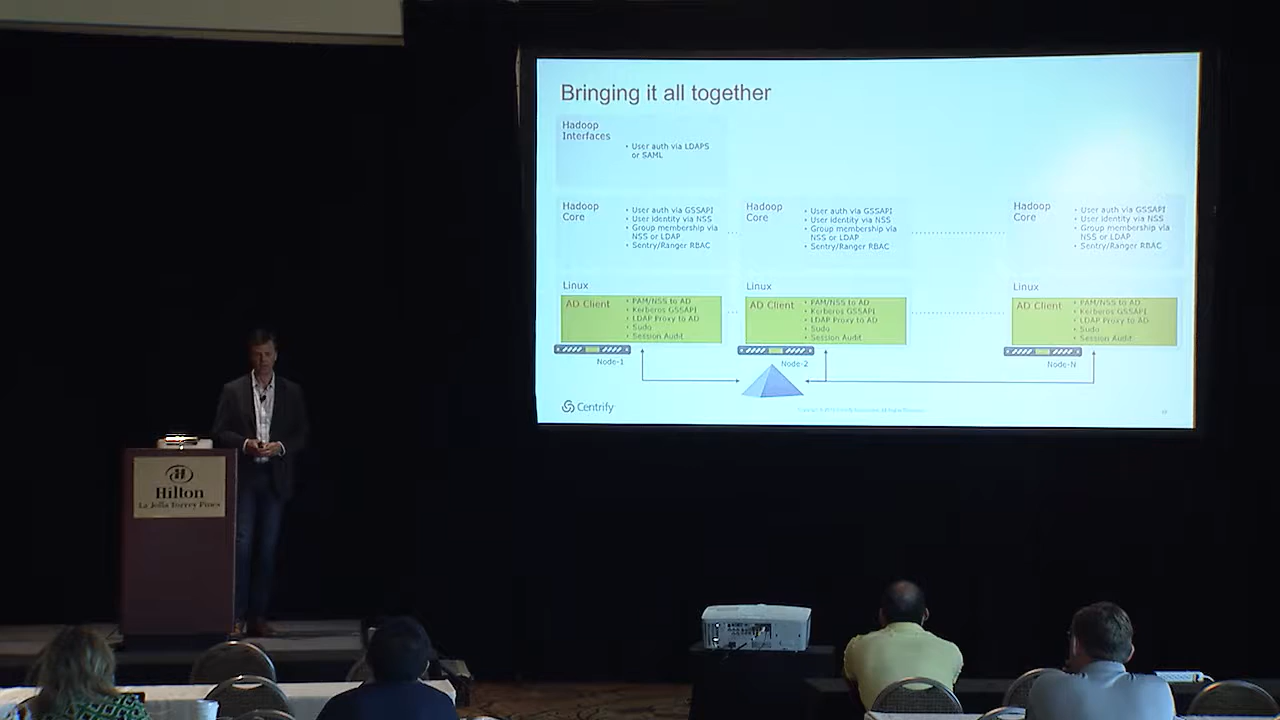 Bringing it all together
Hadoop
Interfaces
• User auth via LDAPS
or SAML
Hadoop
Core
• User auth via GSSAPI
• User identity via NSS
• Group membership via
NSS or LDAP
• Sentry/Ranger RBAC
Hadoop
Core
• User auth via GSSAPI
• User identity via NSS
• Group membership via
NSS or LDAP
• Sentry/Ranger RBAC
Hadoop
Core
• User auth via GSSAPI
• User identity via NSS
• Group membership via
NSS or LDAP
• Sentry/Ranger RBAC
Linux
AD Client
• PAM/NSS to AD
• Kerberos GSSAPI
• LDAP Proxy to AD
• Sudo
• Session Audit
Node-1
Linux
AD Client
• PAM/NSS to AD
• Kerberos GSSAPI
• LDAP Proxy to AD
• Sudo
• Session Audit
Node-2
Linux
AD Client
• PAM/NSS to AD
• Kerberos GSSAPI
• LDAP Proxy to AD
• Sudo
• Session Audit
Node-N
Centrify
Hilton
La Jolla Torrey Pines